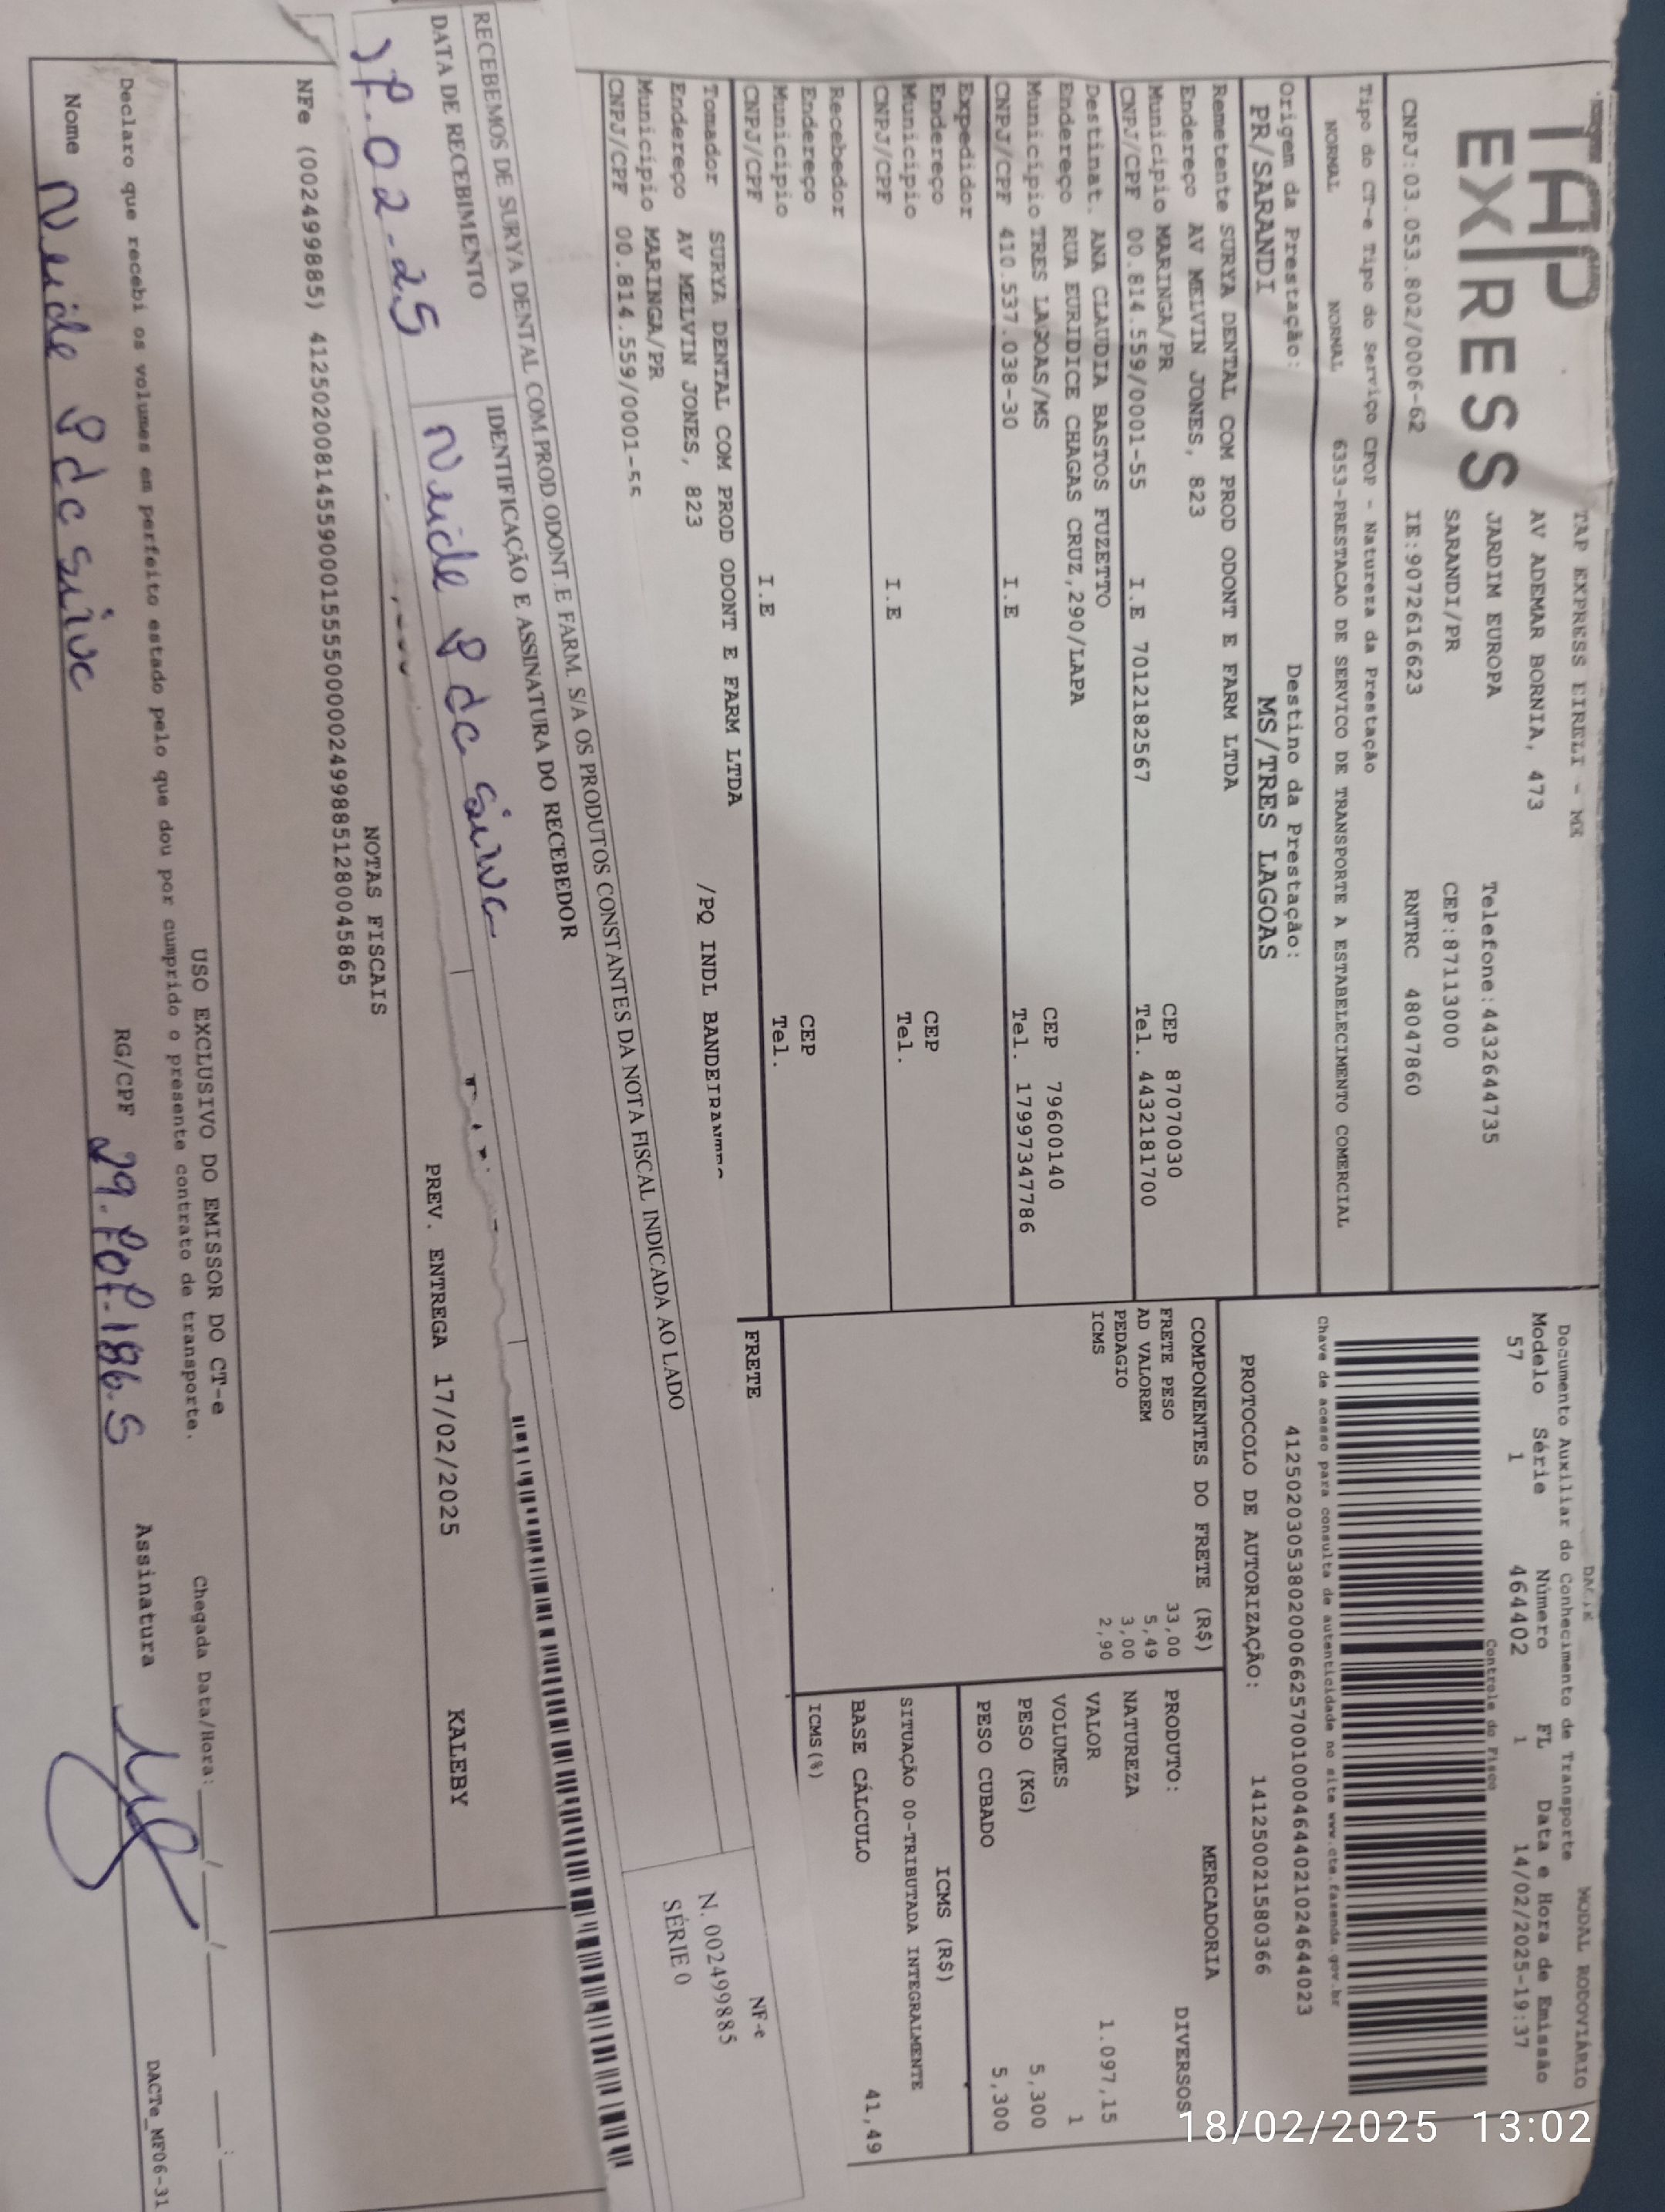 TAP
EXPRESS
TAP EXPRESS EIRELI - ME
AV ADEMAR BORNIA, 473
JARDIM EUROPA Telefone:4432644735
SARANDI/PR CEP:87113000
CNPJ:03.053.802/0006-62 IE:9072616623 RNTRC 48047860
Tipo do CT-e Tipo do Serviço CFOP - Natureza da Prestação
NORMAL NORMAL 6353-PRESTACAO DE SERVICO DE TRANSPORTE A ESTABELECIMENTO COMERCIAL
Origem da Prestação: Destino da Prestação:
PR/SARANDI MS/TRES LAGOAS
DACTE MODAL RODOVIÁRIO
Documento Auxiliar do Conhecimento de Transporte
Modelo Série Número FL Data e Hora de Emissão
57 1 464402 1 14/02/2025-19:37
Controle do Fisco
Chave de acesso para consulta de autenticidade no site www.cte.fazenda.gov.br
41250203053802000662570010004644021024644023
PROTOCOLO DE AUTORIZAÇÃO: 141250021580366
Remetente SURYA DENTAL COM PROD ODONT E FARM LTDA
Endereço AV MELVIN JONES, 823
Municipio MARINGA/PR CEP 87070030
CNPJ/CPF 00.814.559/0001-55 I.E 7012182567 Tel. 4432181700
Destinat. ANA CLAUDIA BASTOS FUZETTO
Endereço RUA EURIDICE CHAGAS CRUZ,290/LAPA
Municipio TRES LAGOAS/MS CEP 79600140
CNPJ/CPF 410.537.038-30 I.E Tel. 17997347786
Expedidor
Endereço
Municipio CEP
CNPJ/CPF I.E Tel.
Recebedor
Endereço
Municipio CEP
CNPJ/CPF I.E Tel.
Tomador SURYA DENTAL COM PROD ODONT E FARM LTDA
Endereço AV MELVIN JONES, 823 /PQ INDL
Municipio MARINGA/PR
CNPJ/CPF 00.814.559/0001-55
COMPONENTES DO FRETE (R$)
FRETE PESO 33,00
AD VALOREM 5,49
PEDAGIO 3,00
ICMS 2,90
FRETE
MERCADORIA
PRODUTO: DIVERSOS
NATUREZA
VALOR 1.097,15
VOLUMES 1
PESO (KG) 5,300
PESO CUBADO 5,300
ICMS (R$)
SITUAÇÃO 00-TRIBUTADA INTEGRALMENTE
BASE CÁLCULO 41,49
ICMS(%)
RECEBEMOS DE SURYA DENTAL COM.PROD.ODONT.E FARM. S/A OS PRODUTOS CONSTANTES DA NOTA FISCAL INDICADA AO LADO
DATA DE RECEBIMENTO IDENTIFICAÇÃO E ASSINATURA DO RECEBEDOR
02-25 Neide P da Silva
NF-e
N. 002499885
SÉRIE 0
PREV. ENTREGA 17/02/2025 KALEBY
NOTAS FISCAIS
NFe (002499885) 41250200814559000155550000024998851280045865
USO EXCLUSIVO DO EMISSOR DO CT-e
Declaro que recebi os volumes em perfeito estado pelo que dou por cumprido o presente contrato de transporte.
Chegada Data/Hora: __/__/__ __:__
Nome Neide P da Silva RG/CPF Assinatura
DACTe_MF06-31
18/02/2025 13:02